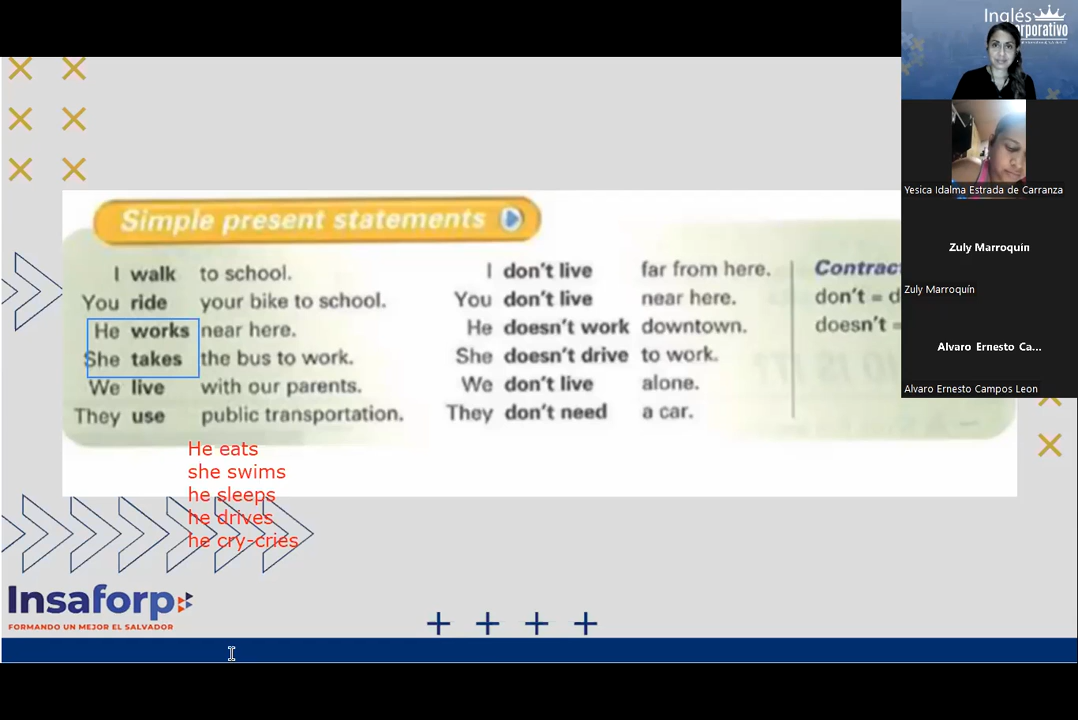 Inglés
Corporativo
Simple present statements
I walk to school.
You ride your bike to school.
He works near here.
She takes the bus to work.
We live with our parents.
They use public transportation.
I don't live far from here.
You don't live near here.
He doesn't work downtown.
She doesn't drive to work.
We don't live alone.
They don't need a car.
Contrac
don't = d
doesn't =
He eats
she swims
he sleeps
he drives
he cry-cries
Yesica Idalma Estrada de Carranza
Zuly Marroquín
Zuly Marroquín
Alvaro Ernesto Ca...
Alvaro Ernesto Campos Leon
Insaforp
FORMANDO UN MEJOR EL SALVADOR